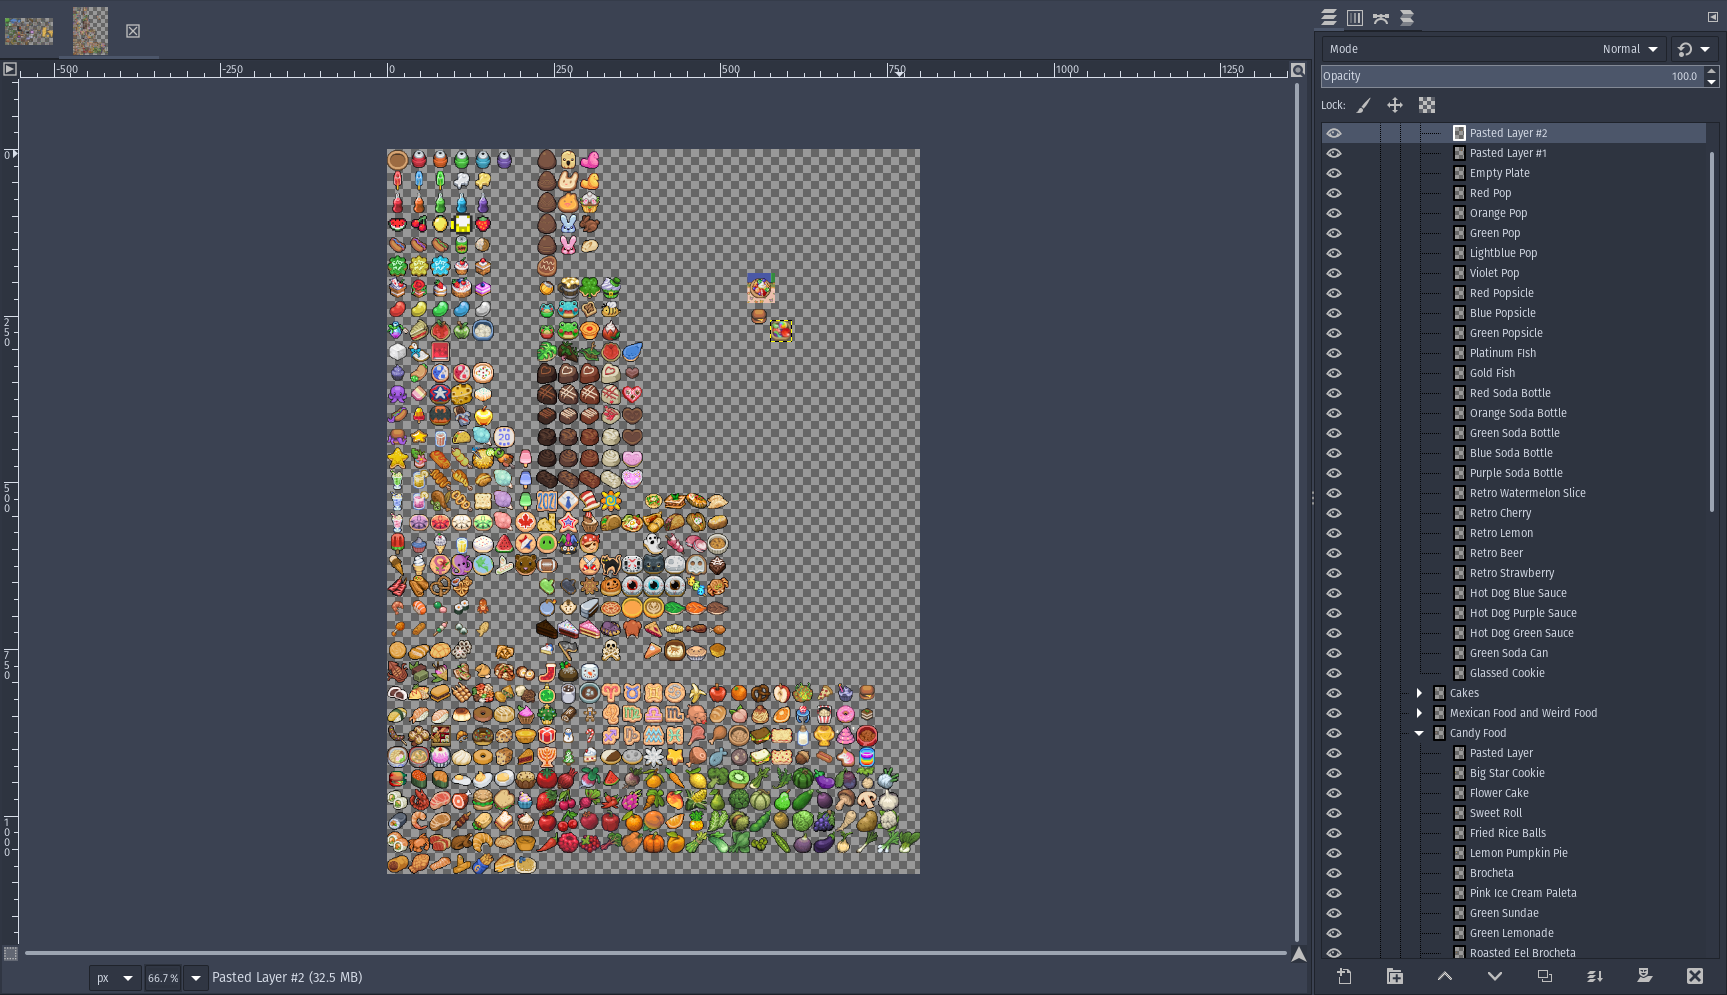 -500
-250
0
250
500
750
1000
1250
0
250
500
750
1000
20
px
66.7 %
Pasted Layer #2 (32.5 MB)
Mode
Normal
Opacity
100.0
Lock:
Pasted Layer #2
Pasted Layer #1
Empty Plate
Red Pop
Orange Pop
Green Pop
Lightblue Pop
Violet Pop
Red Popsicle
Blue Popsicle
Green Popsicle
Platinum FIsh
Gold Fish
Red Soda Bottle
Orange Soda Bottle
Green Soda Bottle
Blue Soda Bottle
Purple Soda Bottle
Retro Watermelon Slice
Retro Cherry
Retro Lemon
Retro Beer
Retro Strawberry
Hot Dog Blue Sauce
Hot Dog Purple Sauce
Hot Dog Green Sauce
Green Soda Can
Glassed Cookie
Cakes
Mexican Food and Weird Food
Candy Food
Pasted Layer
Big Star Cookie
Flower Cake
Sweet Roll
Fried Rice Balls
Lemon Pumpkin Pie
Brocheta
Pink Ice Cream Paleta
Green Sundae
Green Lemonade
Roasted Eel Brocheta